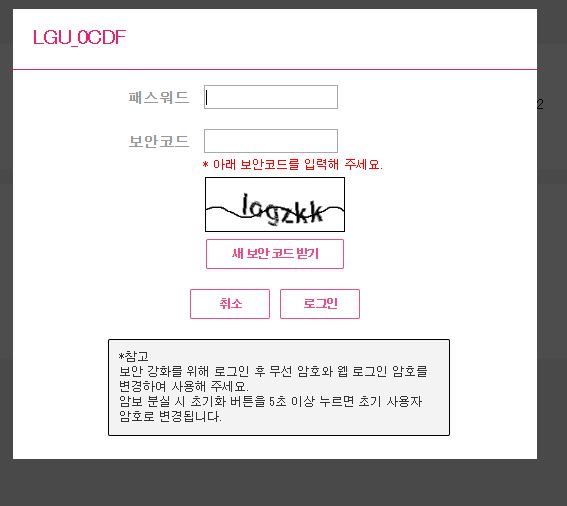 LGU_0CDF
2
패스워드
보안코드
* 아래 보안코드를 입력해 주세요.
새 보안 코드 받기
취소 로그인
*참고
보안 강화를 위해 로그인 후 무선 암호와 웹 로그인 암호를
변경하여 사용해 주세요.
암보 분실 시 초기화 버튼을 5초 이상 누르면 초기 사용자
암호로 변경됩니다.